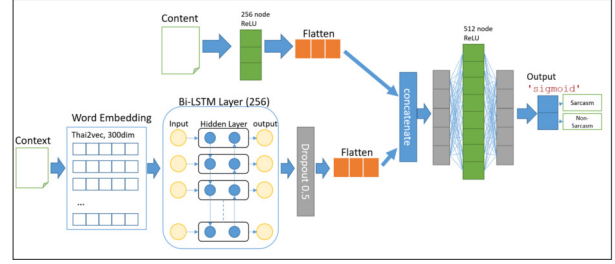 Content
256 node
ReLU
Flatten
512 node
ReLU
Output
'sigmoid'
Sarcasm
Non-
Sarcasm
concatenate
Bi-LSTM Layer (256)
Input
Hidden Layer
output
Word Embedding
Thai2vec, 300dim
...
Context
Dropout 0.5
Flatten